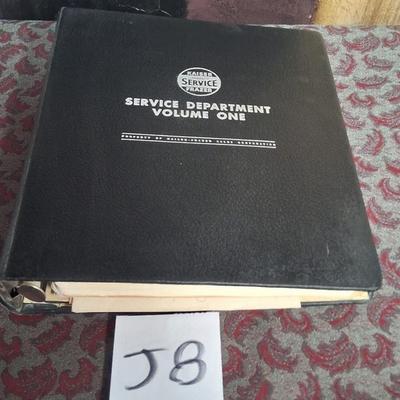 KAISER
SERVICE
FRAZER
SERVICE DEPARTMENT
VOLUME ONE
PROPERTY OF KAISER-FRAZER SALES CORPORATION
J8